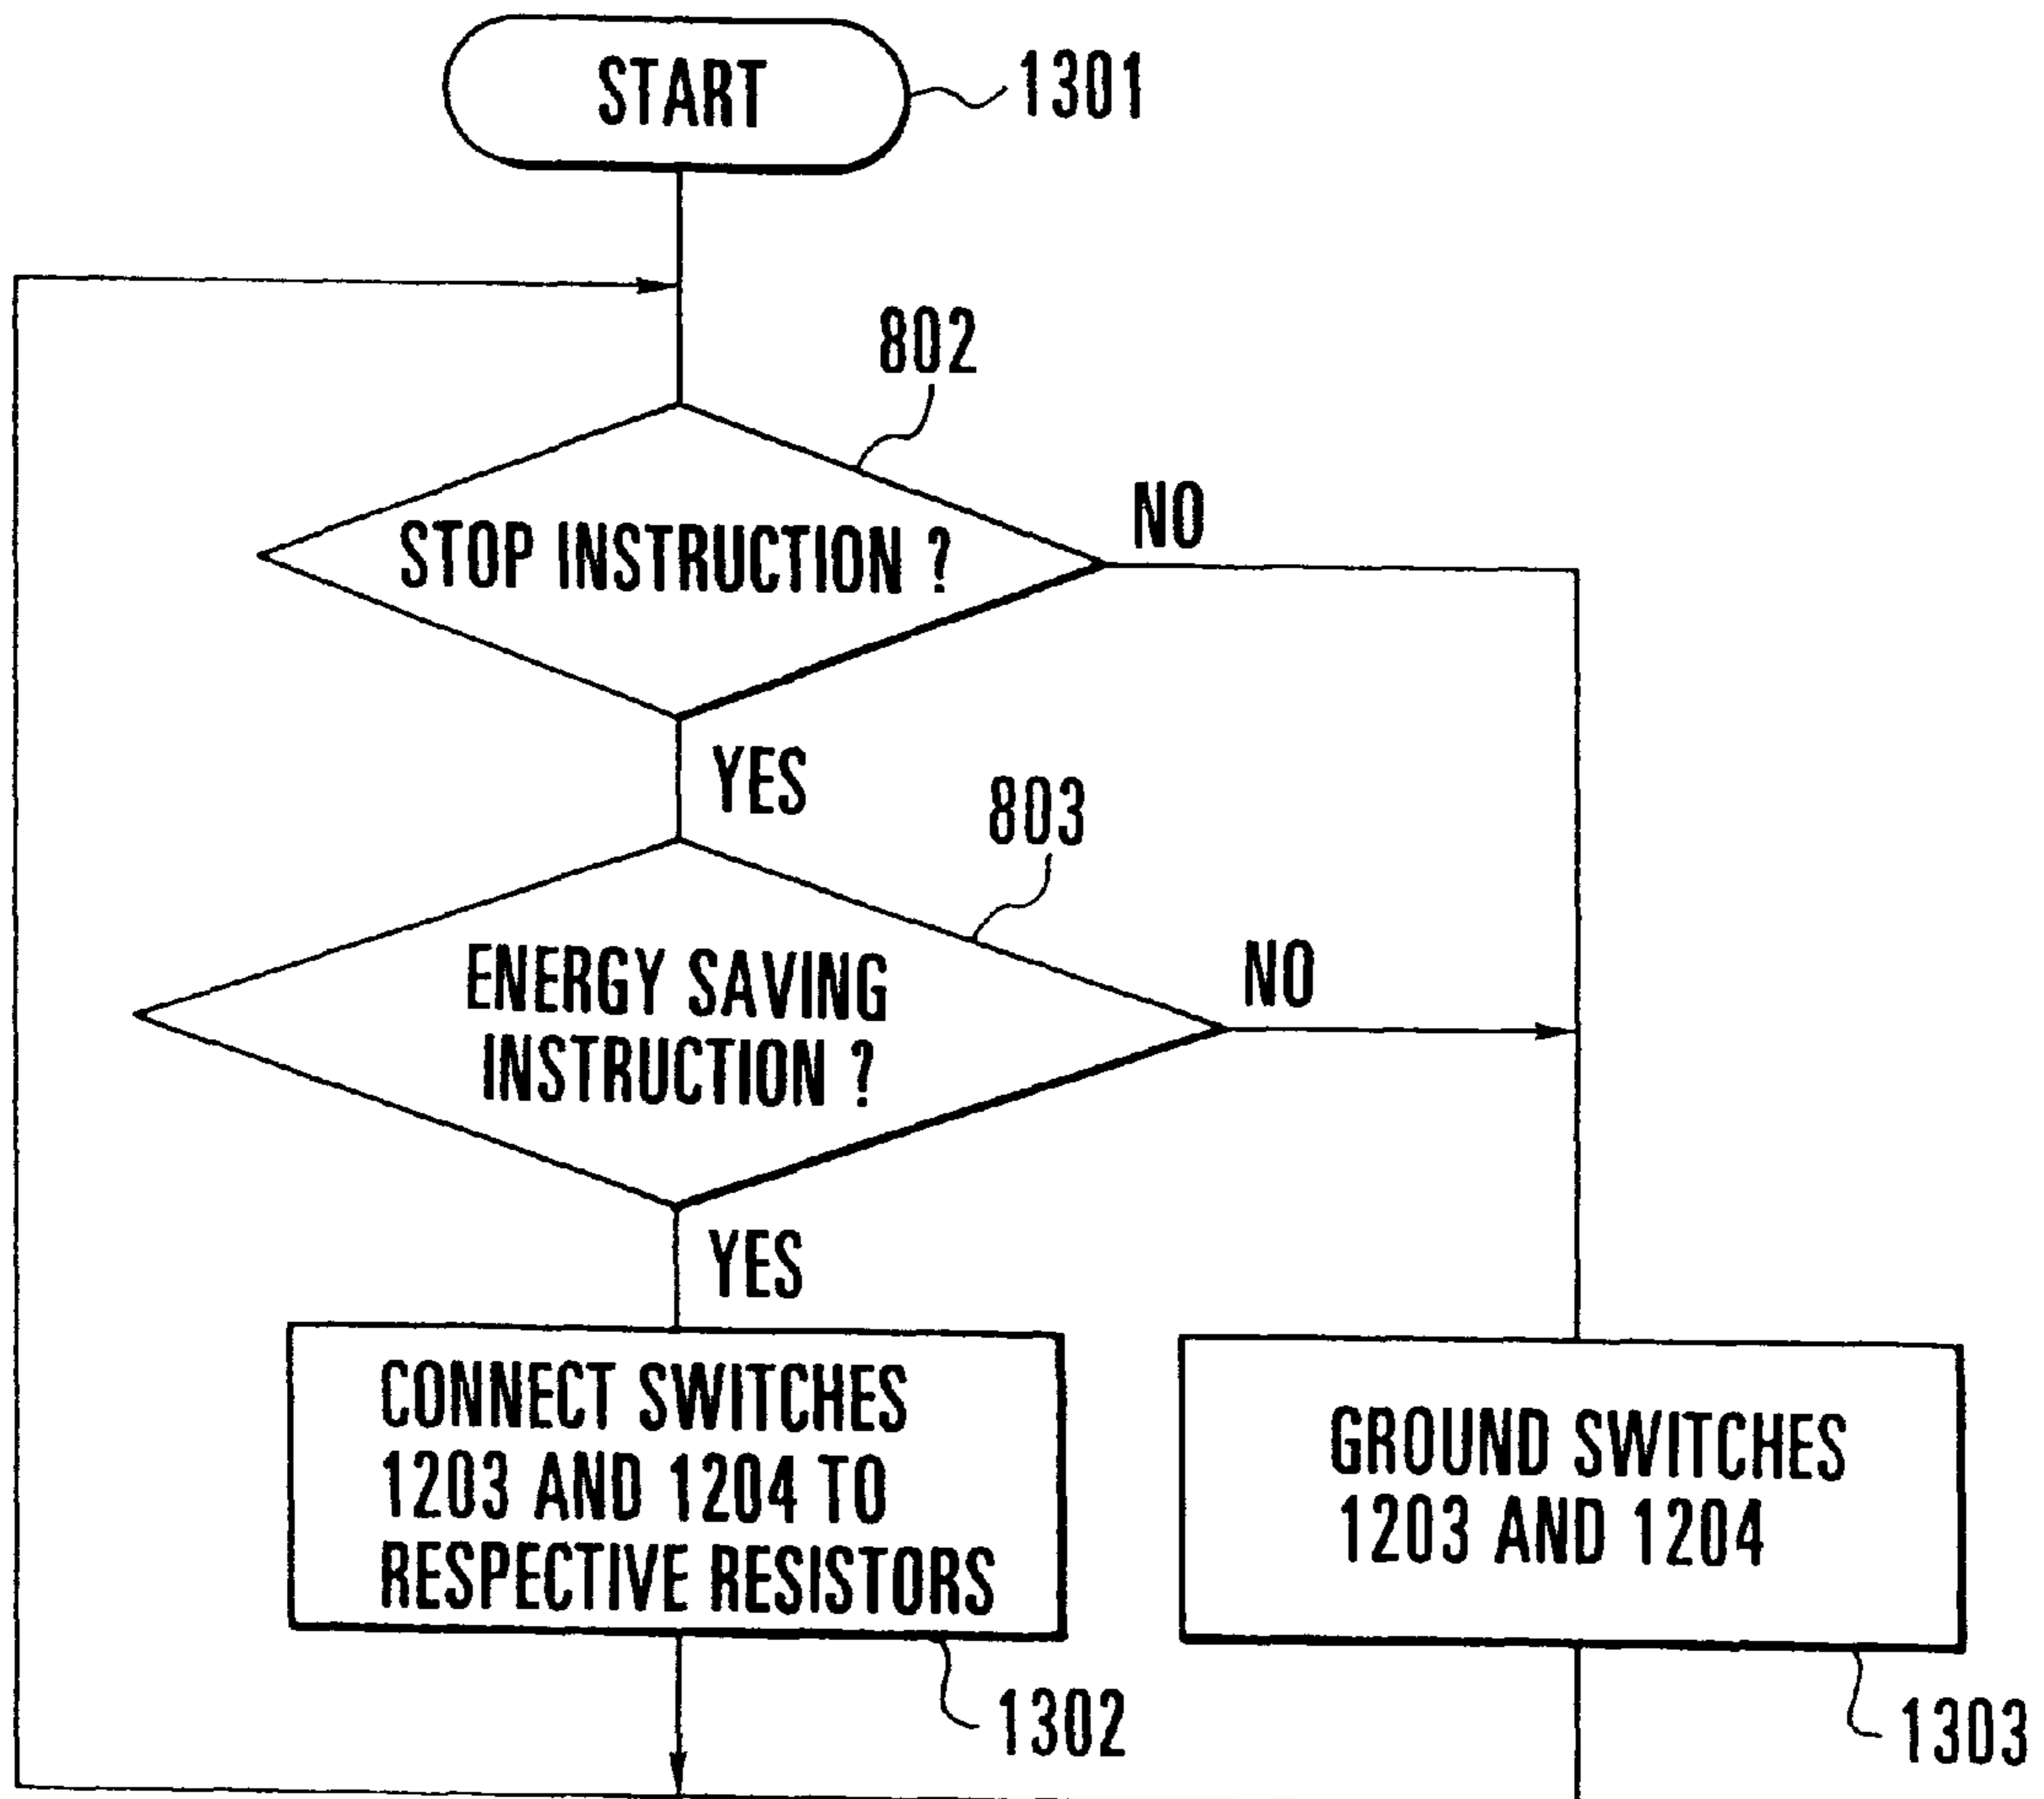 START
1301
802
STOP INSTRUCTION ?
NO
YES
803
ENERGY SAVING
INSTRUCTION ?
NO
YES
CONNECT SWITCHES
1203 AND 1204 TO
RESPECTIVE RESISTORS
GROUND SWITCHES
1203 AND 1204
1302
1303